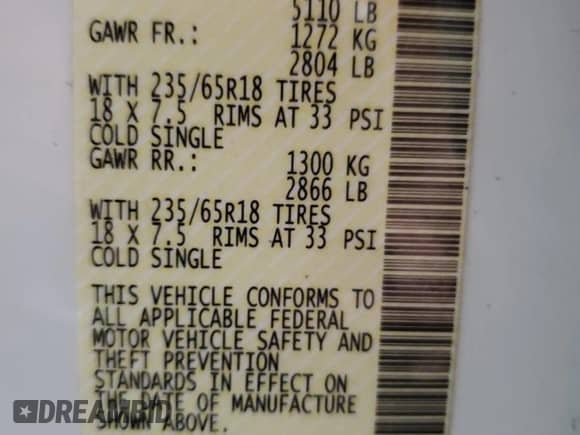 5110 LB
GAWR FR.: 1272 KG
2804 LB
WITH 235/65R18 TIRES
18 X 7.5 RIMS AT 33 PSI
COLD SINGLE
GAWR RR.: 1300 KG
2866 LB
WITH 235/65R18 TIRES
18 X 7.5 RIMS AT 33 PSI
COLD SINGLE
THIS VEHICLE CONFORMS TO
ALL APPLICABLE FEDERAL
MOTOR VEHICLE SAFETY AND
THEFT PREVENTION
STANDARDS IN EFFECT ON
THE DATE OF MANUFACTURE
SHOWN ABOVE.
DREAMBID